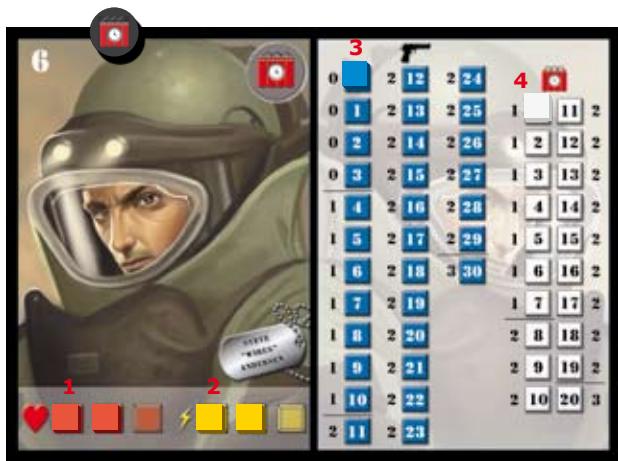 6
STEVE
"WIRES"
ANDERSEN
1 2
3
4
0 2 12 2 24
0 1 2 13 2 25 1 11 2
0 2 2 14 2 26 1 2 12 2
0 3 2 15 2 27 1 3 13 2
1 4 2 16 2 28 1 4 14 2
1 5 2 17 2 29 1 5 15 2
1 6 2 18 3 30 1 6 16 2
1 7 2 19 1 7 17 2
1 8 2 20 2 8 18 2
1 9 2 21 2 9 19 2
1 10 2 22 2 10 20 3
2 11 2 23